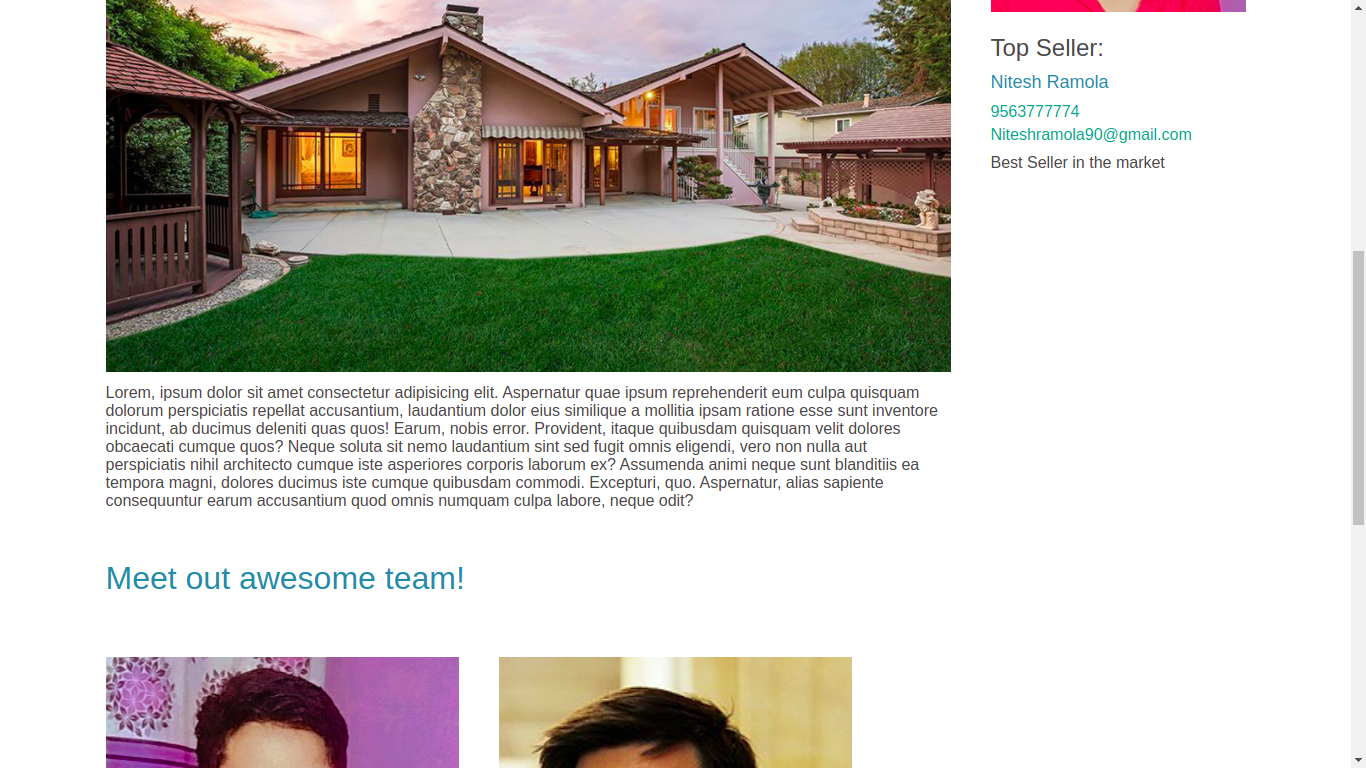 Top Seller:
Nitesh Ramola
9563777774
Niteshramola90@gmail.com
Best Seller in the market
Lorem, ipsum dolor sit amet consectetur adipisicing elit. Aspernatur quae ipsum reprehenderit eum culpa quisquam
dolorum perspiciatis repellat accusantium, laudantium dolor eius similique a mollitia ipsam ratione esse sunt inventore
incidunt, ab ducimus deleniti quas quos! Earum, nobis error. Provident, itaque quibusdam quisquam velit dolores
obcaecati cumque quos? Neque soluta sit nemo laudantium sint sed fugit omnis eligendi, vero non nulla aut
perspiciatis nihil architecto cumque iste asperiores corporis laborum ex? Assumenda animi neque sunt blanditiis ea
tempora magni, dolores ducimus iste cumque quibusdam commodi. Excepturi, quo. Aspernatur, alias sapiente
consequuntur earum accusantium quod omnis numquam culpa labore, neque odit?
Meet out awesome team!